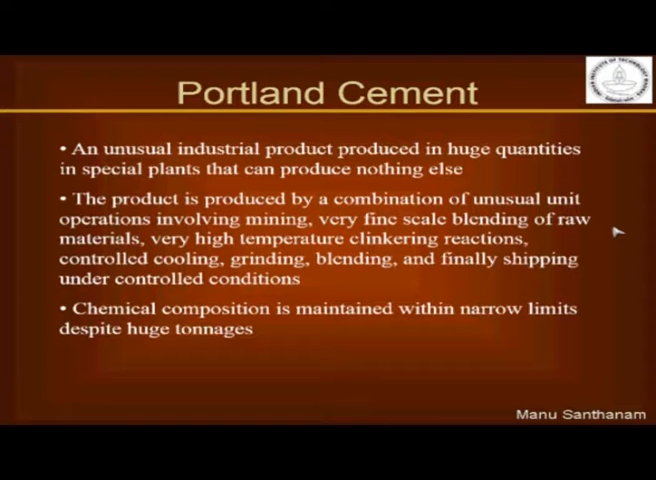 Portland Cement
• An unusual industrial product produced in huge quantities
in special plants that can produce nothing else
• The product is produced by a combination of unusual unit
operations involving mining, very fine scale blending of raw
materials, very high temperature clinkering reactions,
controlled cooling, grinding, blending, and finally shipping
under controlled conditions
• Chemical composition is maintained within narrow limits
despite huge tonnages
Manu Santhanam